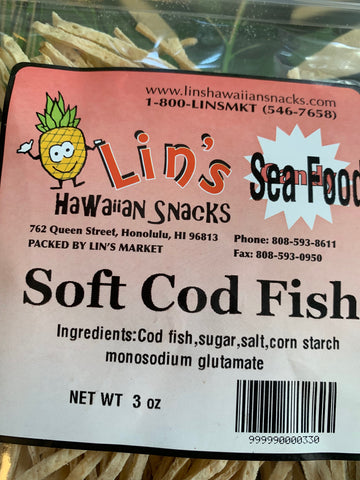 www.linshawaiiansnacks.com
1-800-LINSMKT (546-7658)
Lin's
Candy
Sea Food
HaWaiian SNaCKS
762 Queen Street, Honolulu, HI 96813
PACKED BY LIN'S MARKET
Phone: 808-593-8611
Fax: 808-593-0950
Soft Cod Fish
Ingredients:Cod fish,sugar,salt,corn starch
monosodium glutamate
NET WT 3 oz
999990000330